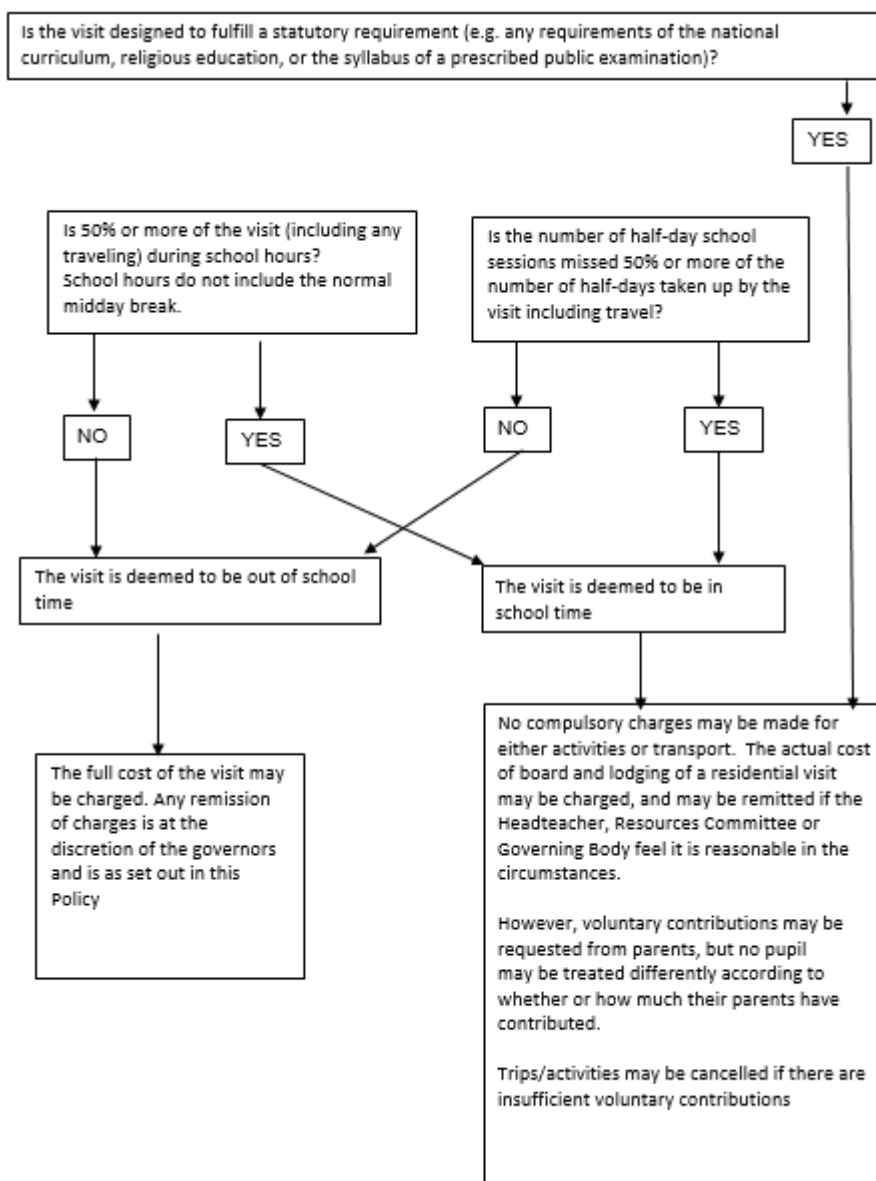 Is the visit designed to fulfill a statutory requirement (e.g. any requirements of the national
curriculum, religious education, or the syllabus of a prescribed public examination)?
YES
Is 50% or more of the visit (including any
traveling) during school hours?
School hours do not include the normal
midday break.
Is the number of half-day school
sessions missed 50% or more of the
number of half-days taken up by the
visit including travel?
NO
YES
NO
YES
The visit is deemed to be out of school
time
The visit is deemed to be in
school time
The full cost of the visit may
be charged. Any remission
of charges is at the
discretion of the governors
and is as set out in this
Policy
No compulsory charges may be made for
either activities or transport.  The actual cost
of board and lodging of a residential visit
may be charged, and may be remitted if the
Headteacher, Resources Committee or
Governing Body feel it is reasonable in the
circumstances.
However, voluntary contributions may be
requested from parents, but no pupil
may be treated differently according to
whether or how much their parents have
contributed.
Trips/activities may be cancelled if there are
insufficient voluntary contributions